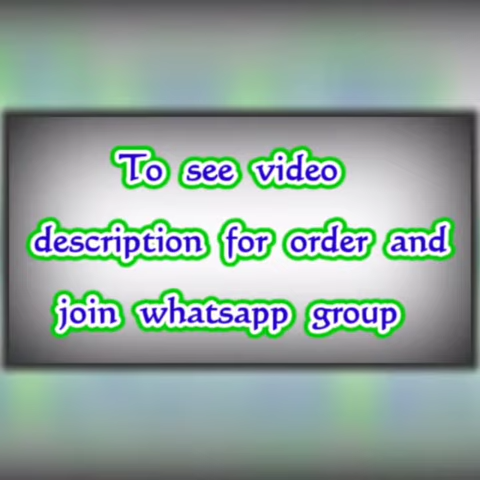 To see video
description for order and
join whatsapp group